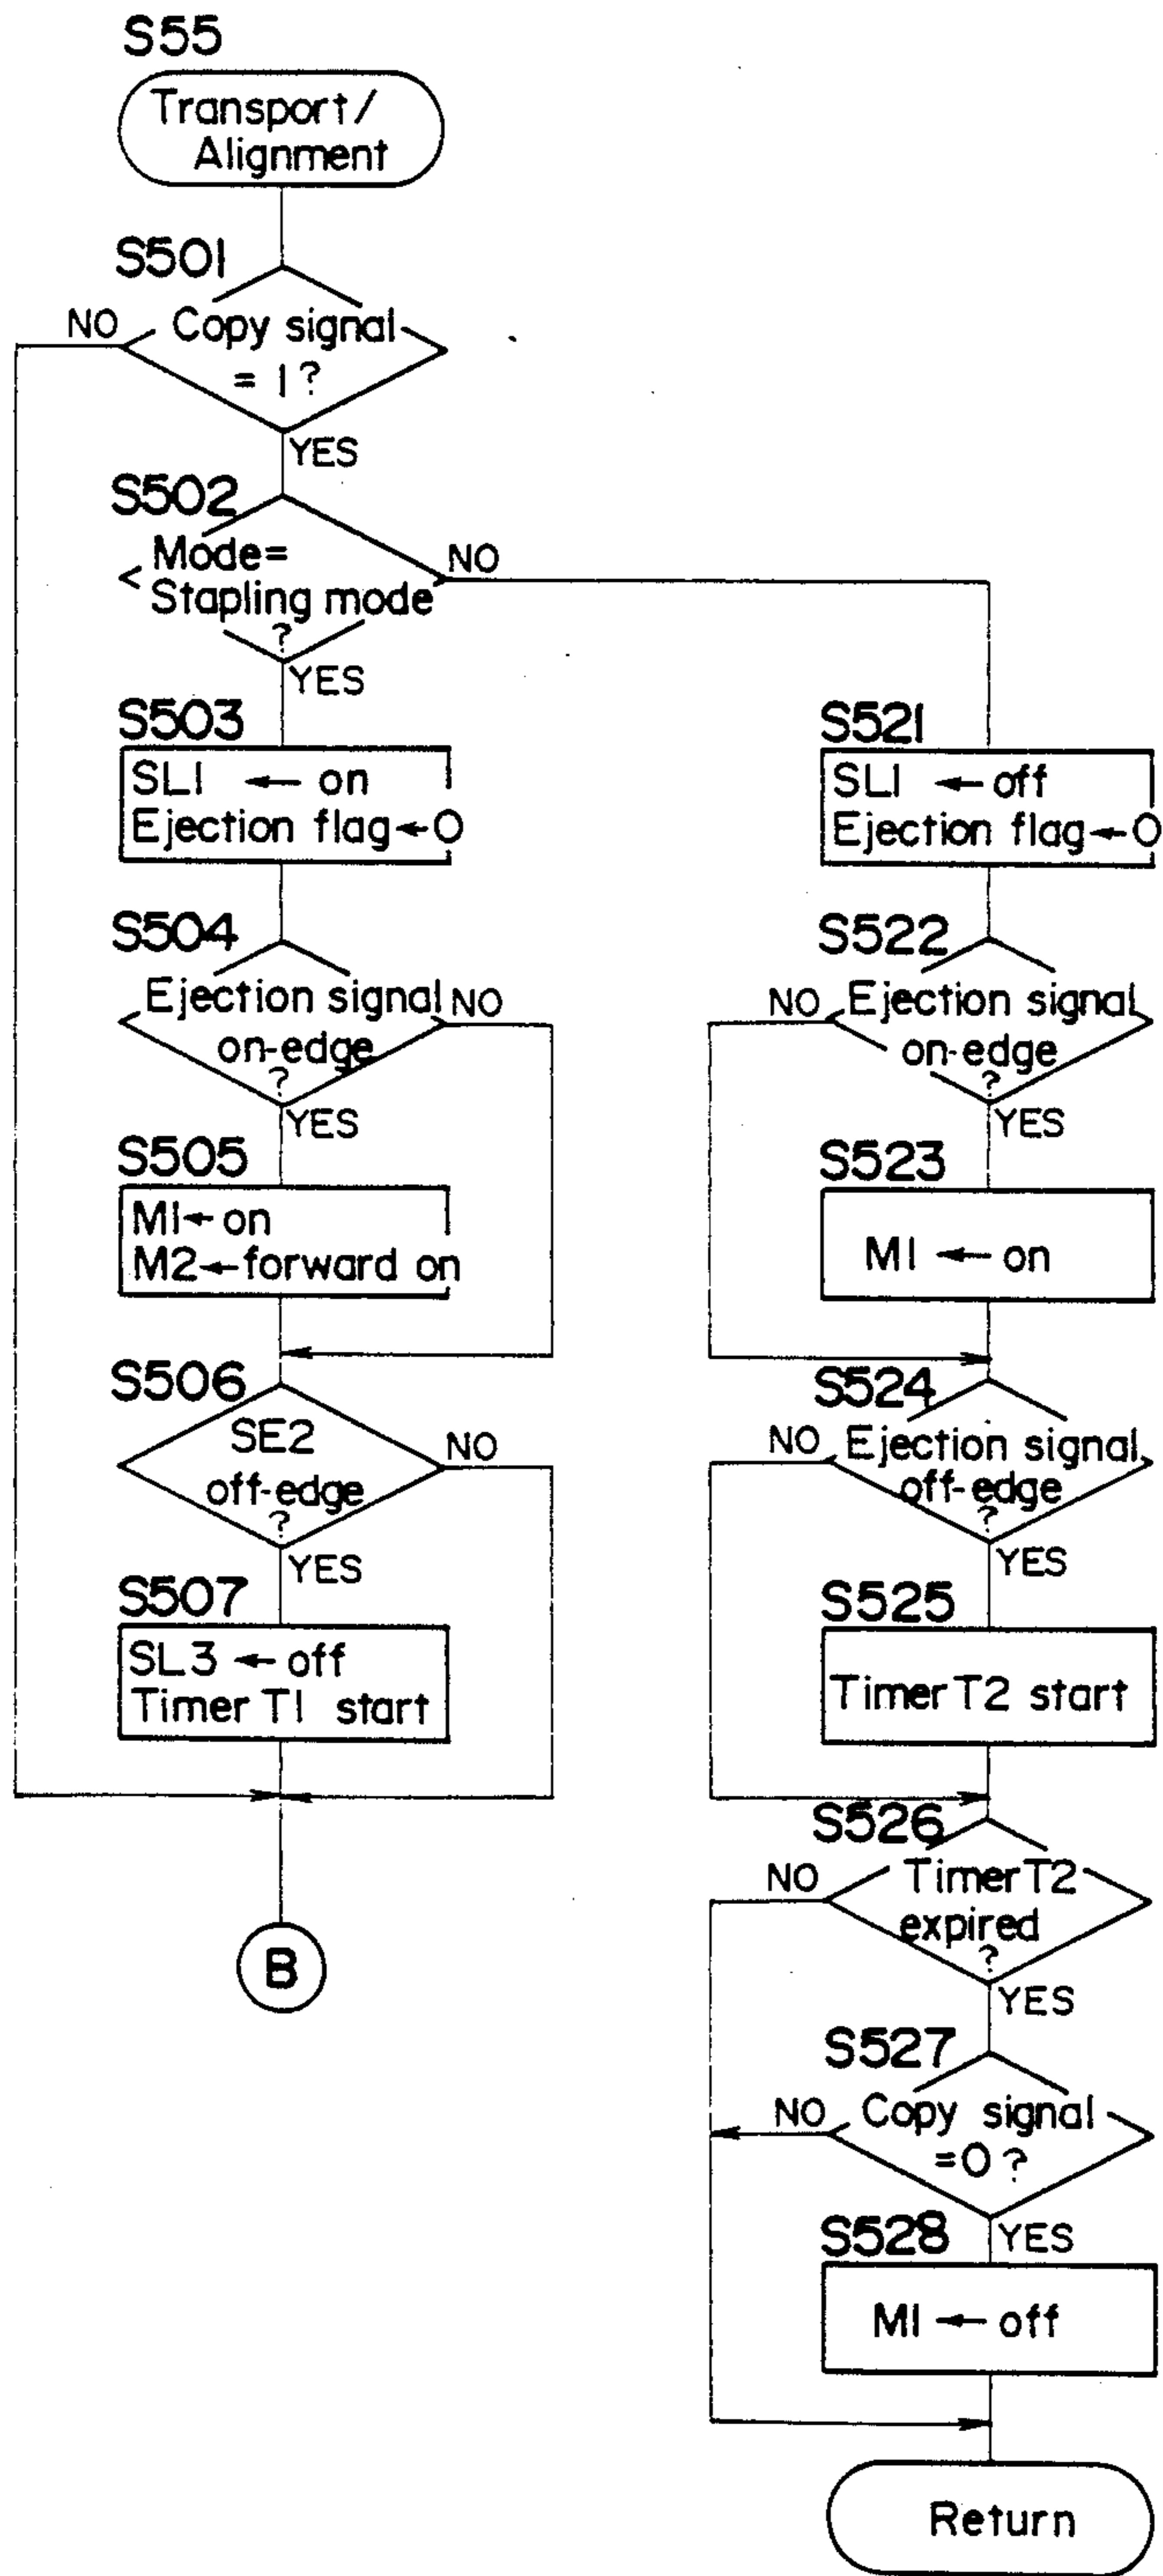 S55
Transport/
Alignment
S501
NO
Copy signal
= 1?
YES
S502
Mode=
Stapling mode
?
NO
YES
S503
SL1 ← on
Ejection flag←0
S504
Ejection signal
on-edge
?
NO
YES
S505
M1← on
M2←forward on
S506
SE2
off-edge
?
NO
YES
S507
SL3 ← off
Timer T1 start
B
S521
SL1 ← off
Ejection flag←0
S522
NO
Ejection signal
on-edge
?
YES
S523
M1 ← on
S524
NO
Ejection signal
off-edge
?
YES
S525
Timer T2 start
S526
NO
Timer T2
expired
?
YES
S527
NO
Copy signal
=0?
YES
S528
M1 ← off
Return